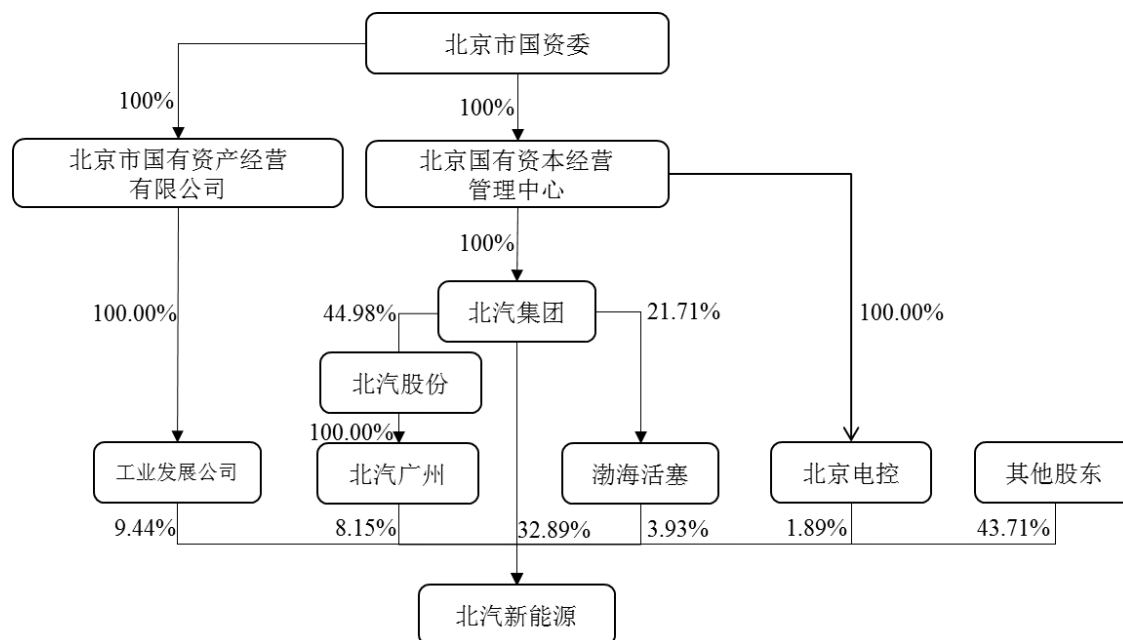 北京市国资委
100%
100%
北京市国有资产经营
有限公司
北京国有资本经营
管理中心
100%
100.00%
44.98%
北汽集团
21.71%
100.00%
北汽股份
100.00%
工业发展公司
北汽广州
渤海活塞
北京电控
其他股东
9.44%
8.15%
32.89%
3.93%
1.89%
43.71%
北汽新能源